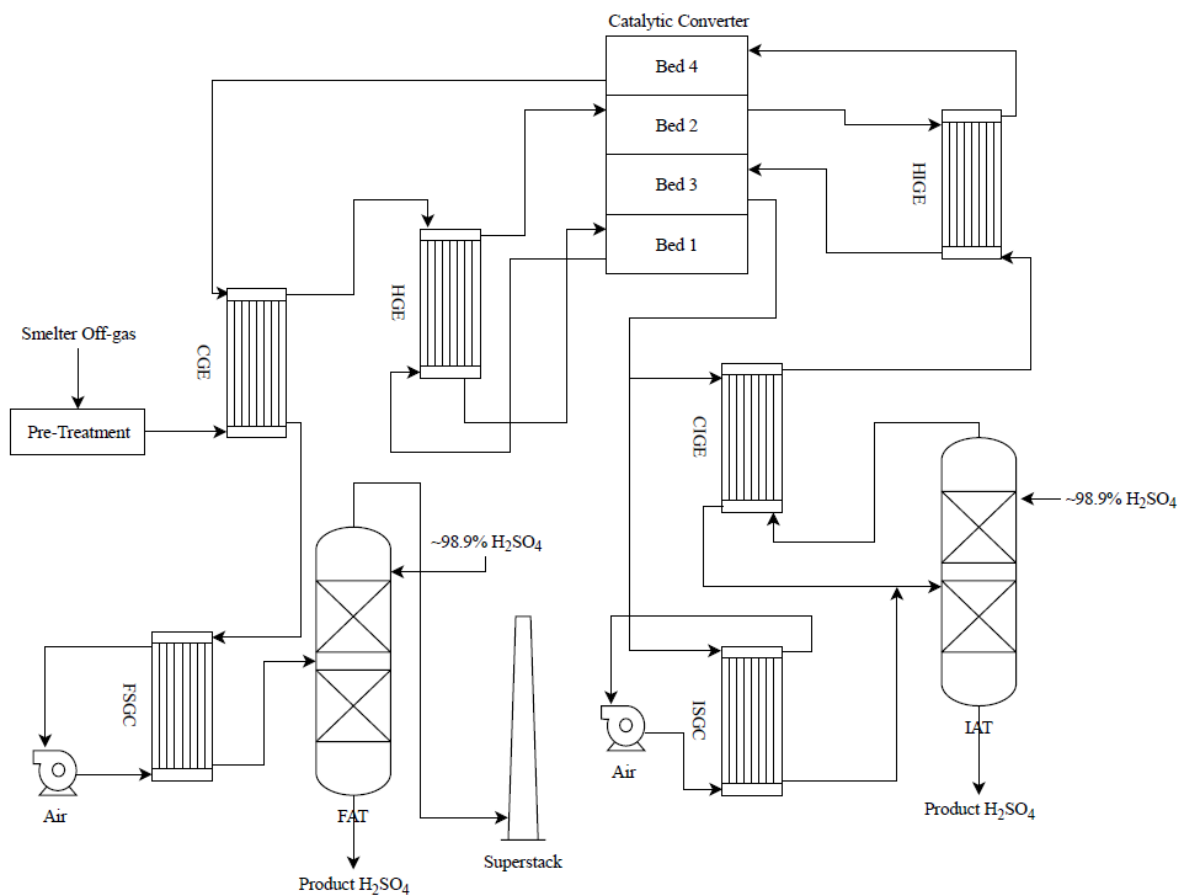 Catalytic Converter
Bed 4
Bed 2
Bed 3
Bed 1
HIGE
HGE
CGE
Smelter Off-gas
Pre-Treatment
CIGE
~98.9% H₂SO₄
~98.9% H₂SO₄
FSGC
ISGC
Air
FAT
Superstack
Air
IAT
Product H₂SO₄
Product H₂SO₄